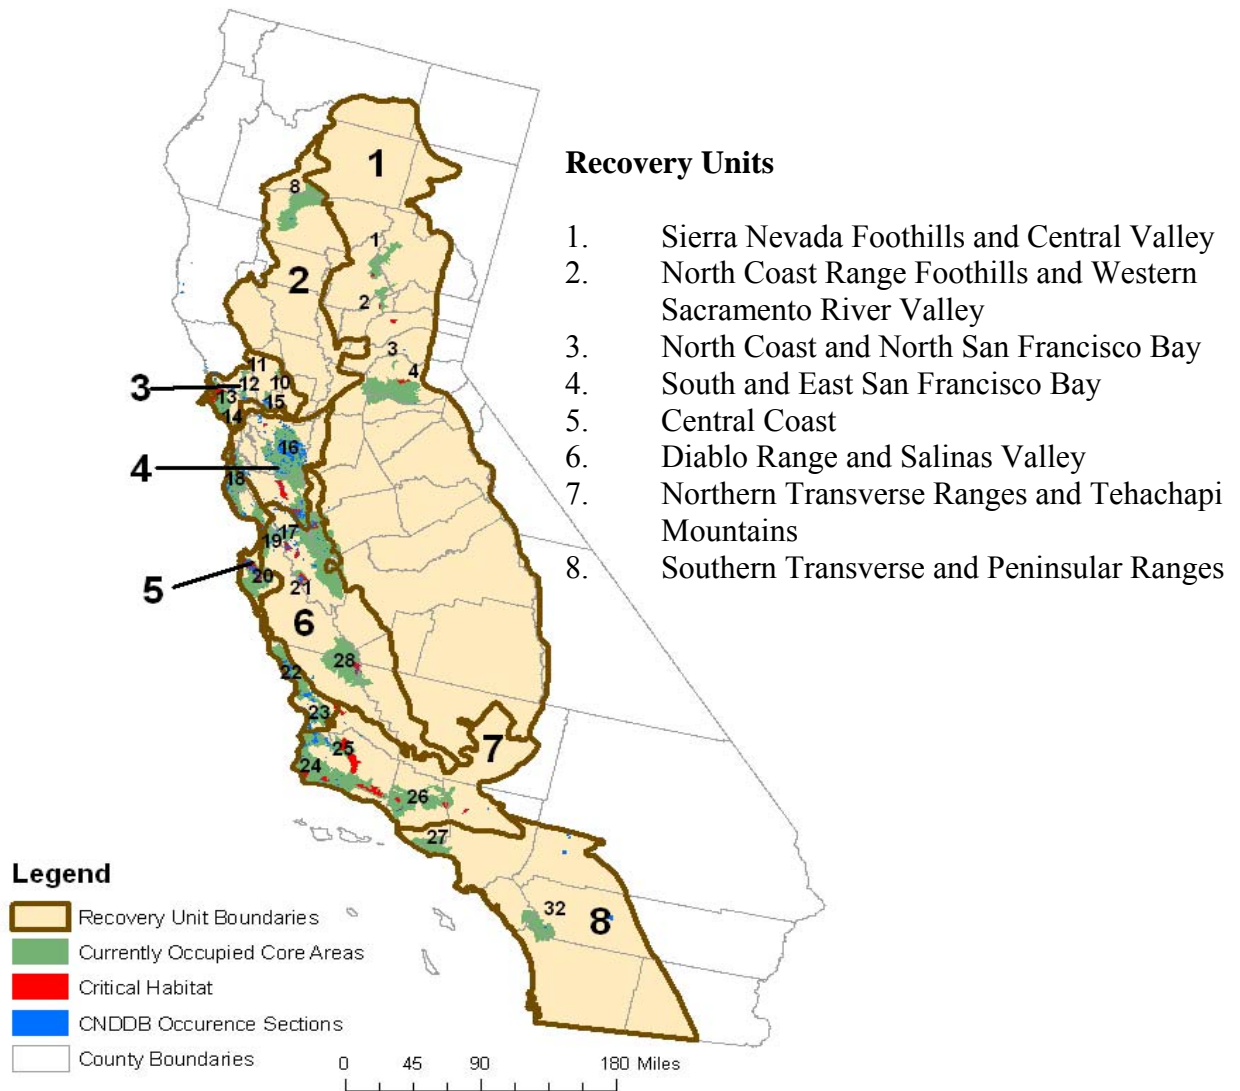 Recovery Units
1. Sierra Nevada Foothills and Central Valley
2. North Coast Range Foothills and Western
Sacramento River Valley
3. North Coast and North San Francisco Bay
4. South and East San Francisco Bay
5. Central Coast
6. Diablo Range and Salinas Valley
7. Northern Transverse Ranges and Tehachapi
Mountains
8. Southern Transverse and Peninsular Ranges
1
8
1
2
2
3
4
11
3
12
10
13
15
14
16
4
18
17
19
5
20
21
6
28
22
23
7
25
24
26
27
32
8
Legend
Recovery Unit Boundaries
Currently Occupied Core Areas
Critical Habitat
CNDDB Occurence Sections
County Boundaries
0 45 90 180 Miles